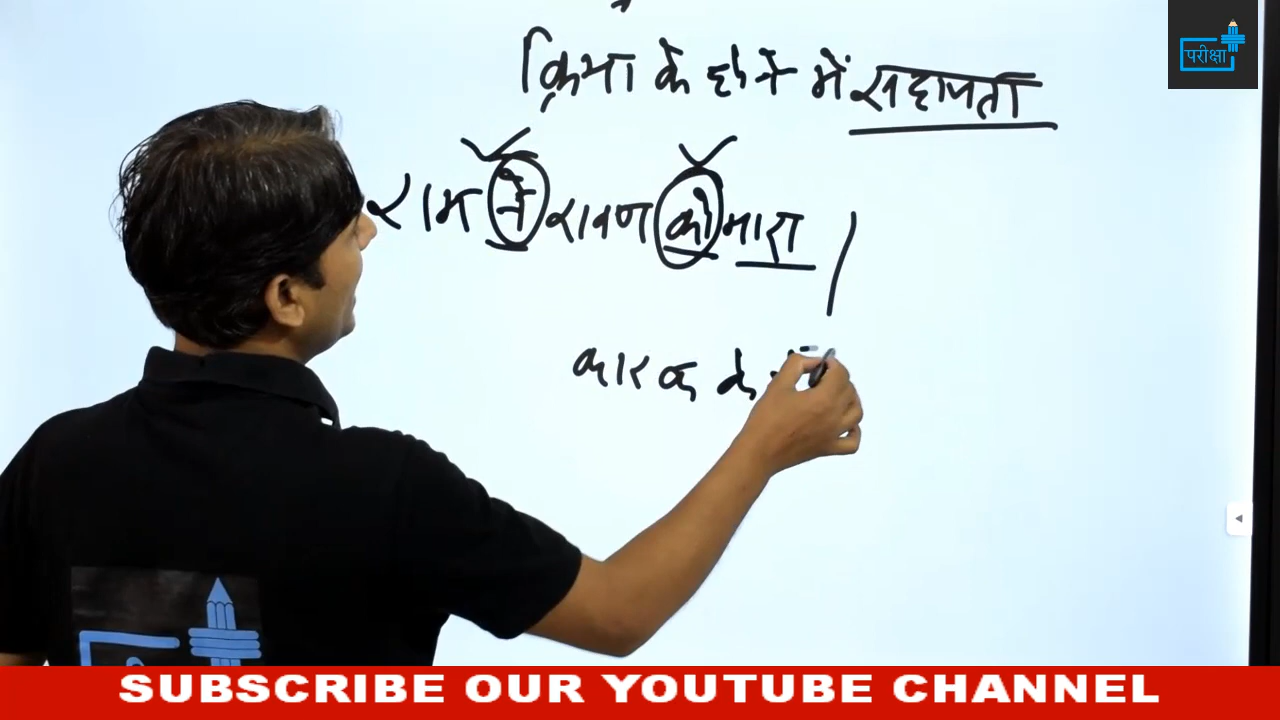 क्रिया के होने में सहायता
परीक्षा
राम ने रावण को मारा
कारक के
SUBSCRIBE OUR YOUTUBE CHANNEL